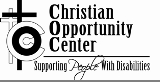 Christian
Opportunity
Center
Supporting People With Disabilities